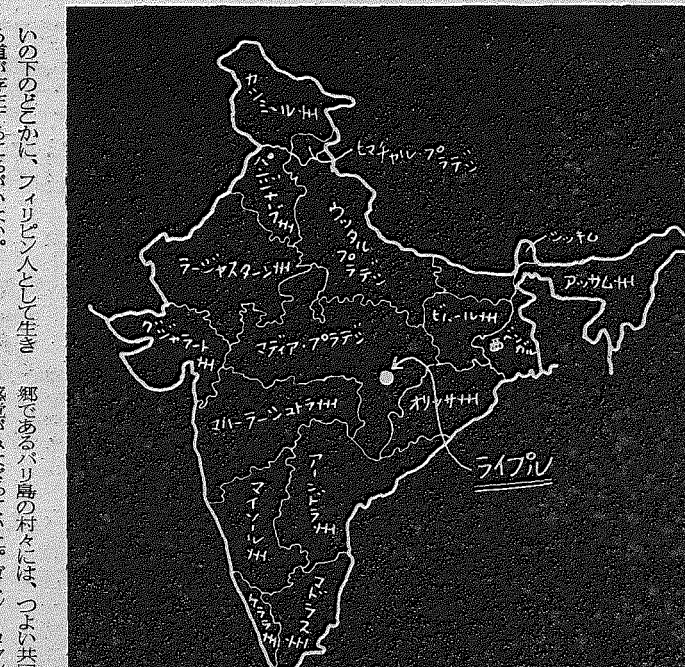 いの下のどこかに、フィリピン人として生き
郷であるバリ島の村々には、つよい共
カシミール州
ヒマチャル・プラデシ
パンジャーブ州
ウッタルプラデシ
シッキム
アッサム州
ラージャスターン州
グジャラート州
マディア・プラデシ
ビハール州
西ベンガル
マハーラーシュトラ州
オリッサ州
ライプル
アーンドラ州
マイソール州
マドラス州
ケララ州